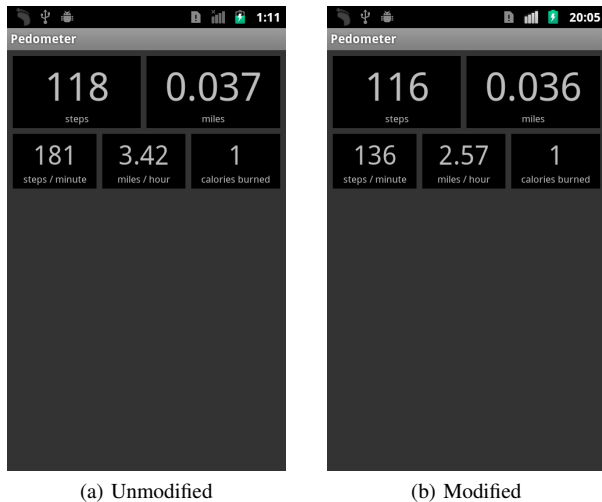 1:11
Pedometer
118 0.037
steps miles
181 3.42 1
steps / minute miles / hour calories burned
(a) Unmodified
20:05
Pedometer
116 0.036
steps miles
136 2.57 1
steps / minute miles / hour calories burned
(b) Modified